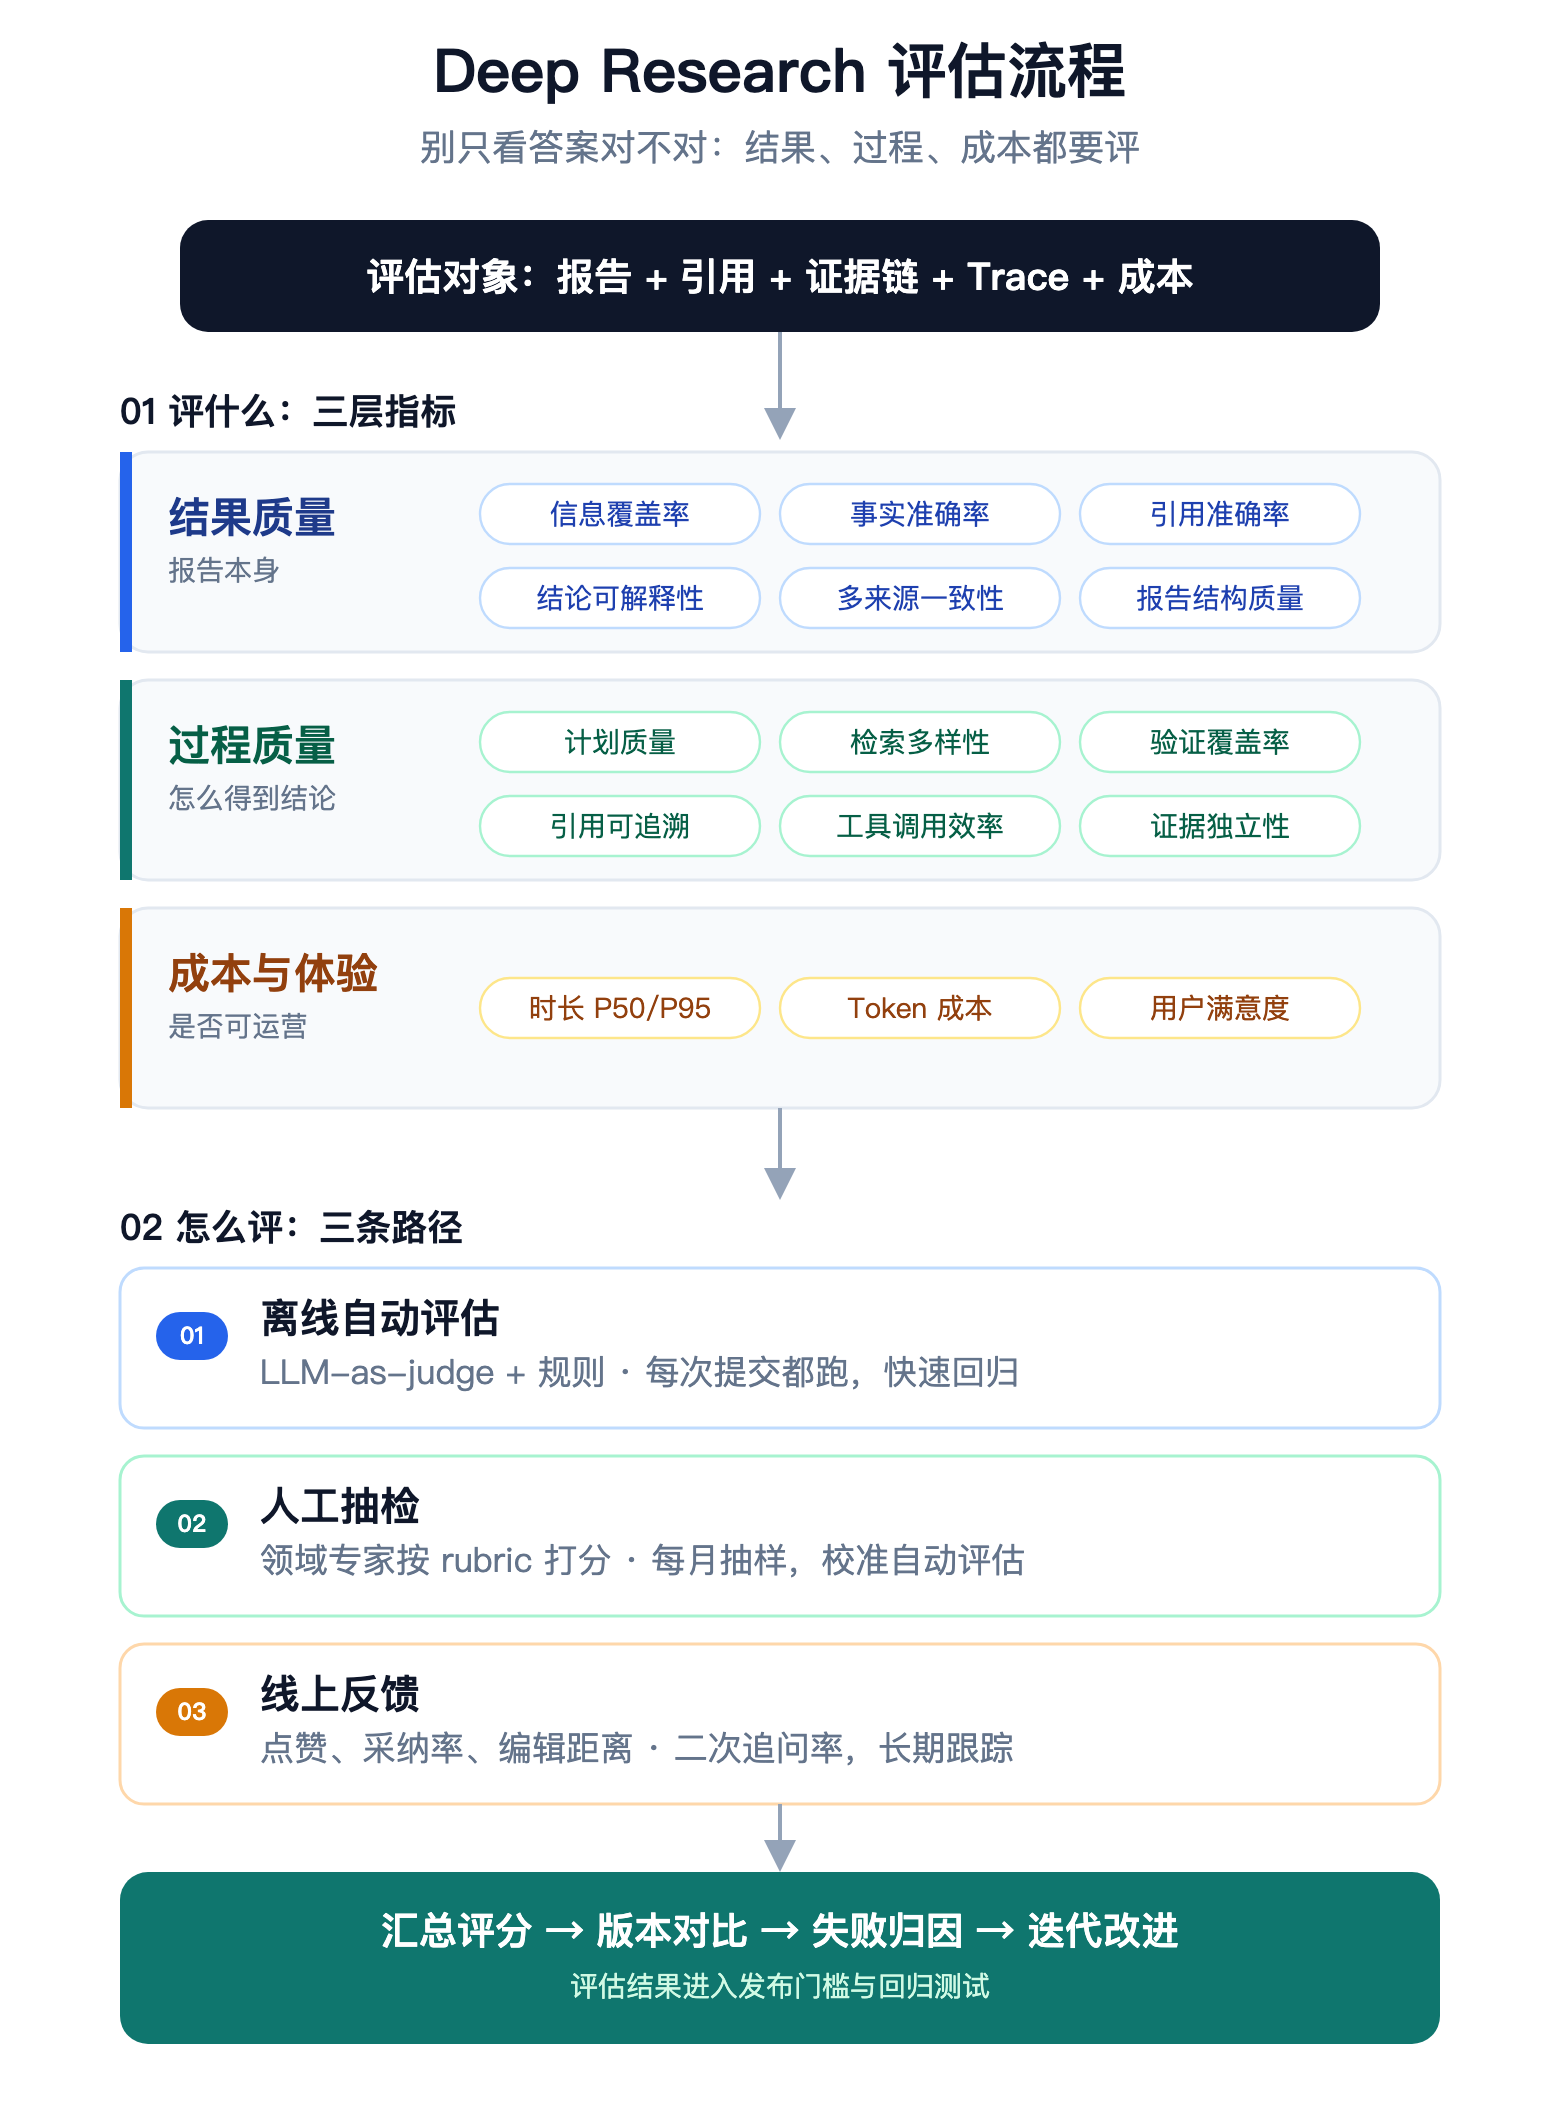 Deep Research 评估流程
别只看答案对不对：结果、过程、成本都要评
评估对象：报告 + 引用 + 证据链 + Trace + 成本
01 评什么：三层指标
结果质量
报告本身
信息覆盖率
事实准确率
引用准确率
结论可解释性
多来源一致性
报告结构质量
过程质量
怎么得到结论
计划质量
检索多样性
验证覆盖率
引用可追溯
工具调用效率
证据独立性
成本与体验
是否可运营
时长 P50/P95
Token 成本
用户满意度
02 怎么评：三条路径
01
离线自动评估
LLM-as-judge + 规则 · 每次提交都跑，快速回归
02
人工抽检
领域专家按 rubric 打分 · 每月抽样，校准自动评估
03
线上反馈
点赞、采纳率、编辑距离 · 二次追问率，长期跟踪
汇总评分 → 版本对比 → 失败归因 → 迭代改进
评估结果进入发布门槛与回归测试